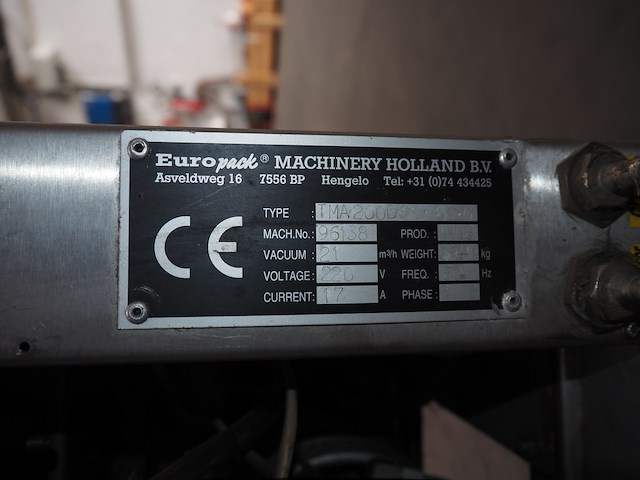 Europack® MACHINERY HOLLAND B.V.
Asveldweg 16 7556 BP Hengelo Tel: +31 (0)74 434425
CE
TYPE :
MACH.No.: 96138 PROD. :
VACUUM : 21 m³/h WEIGHT: kg
VOLTAGE: 220 V FREQ. : Hz
CURRENT: 17 A PHASE :